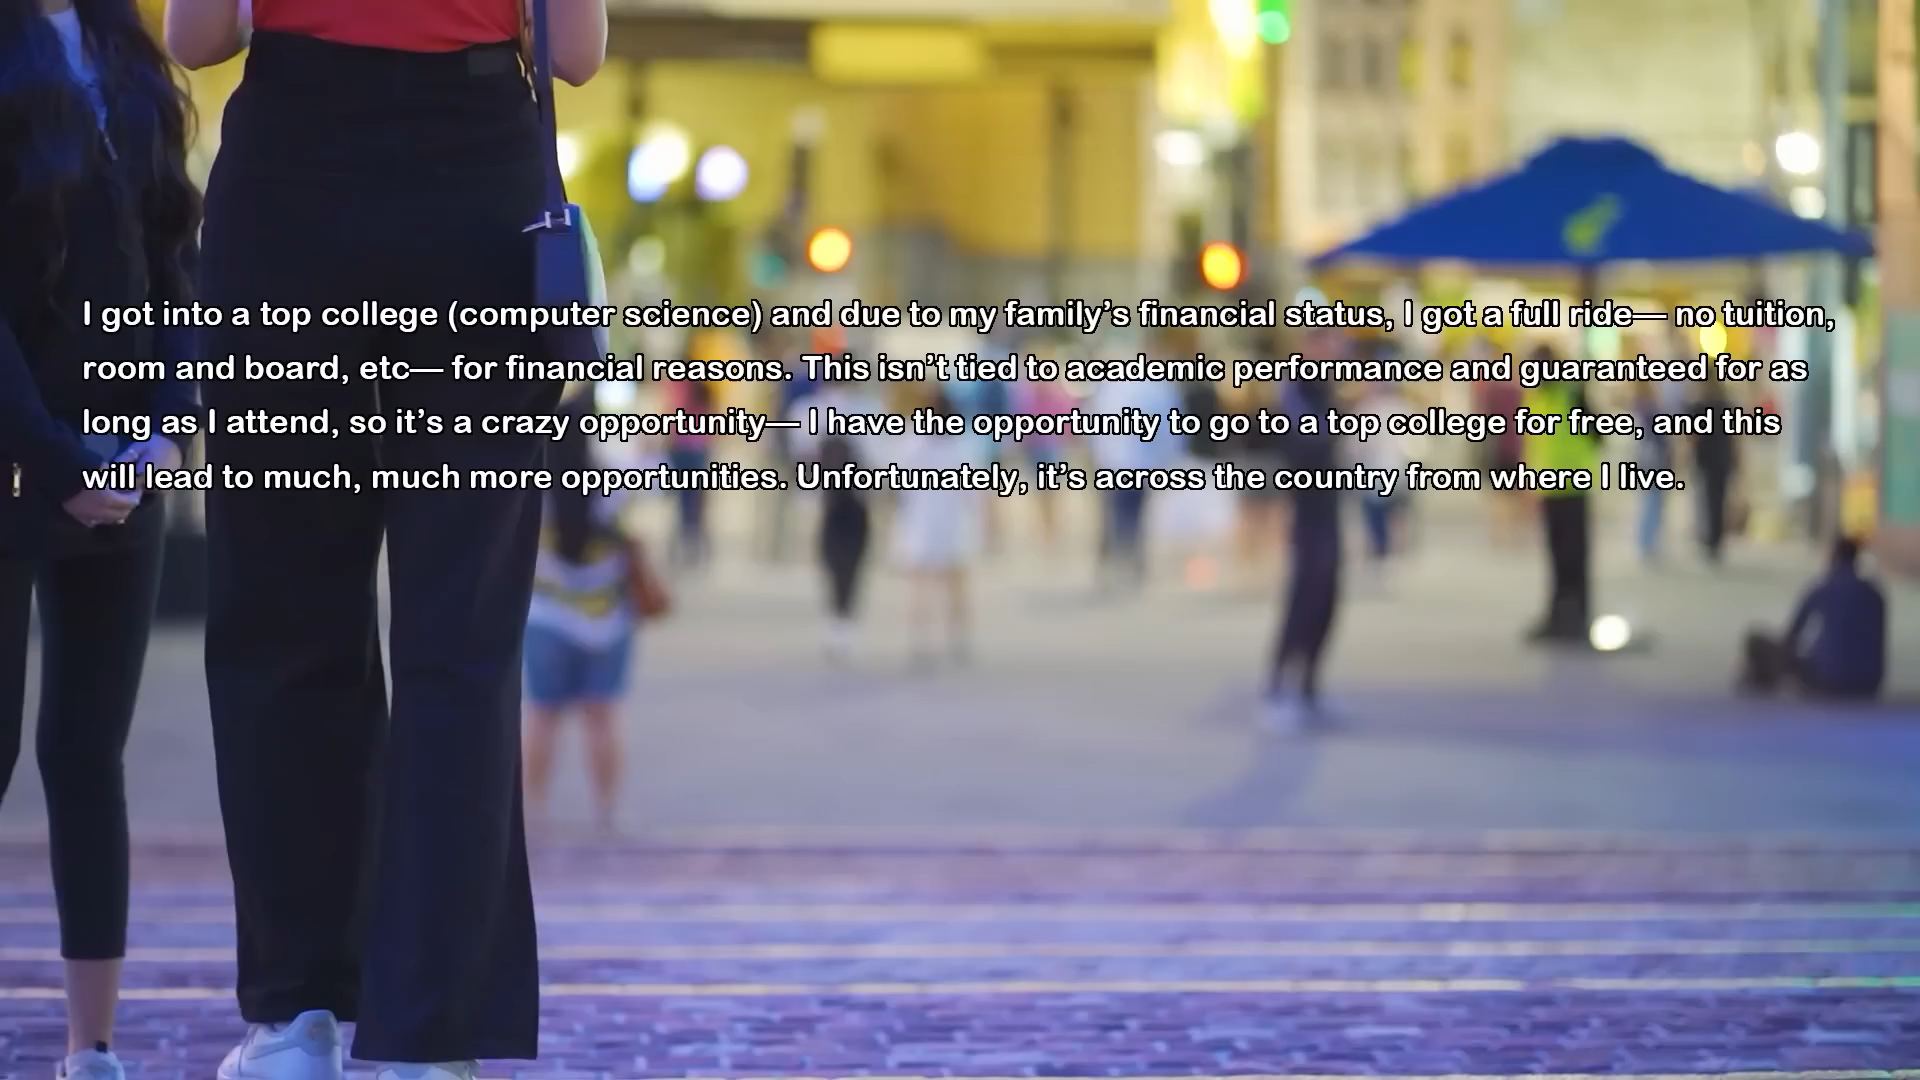 I got into a top college (computer science) and due to my family’s financial status, I got a full ride— no tuition,
room and board, etc— for financial reasons. This isn’t tied to academic performance and guaranteed for as
long as I attend, so it’s a crazy opportunity— I have the opportunity to go to a top college for free, and this
will lead to much, much more opportunities. Unfortunately, it’s across the country from where I live.